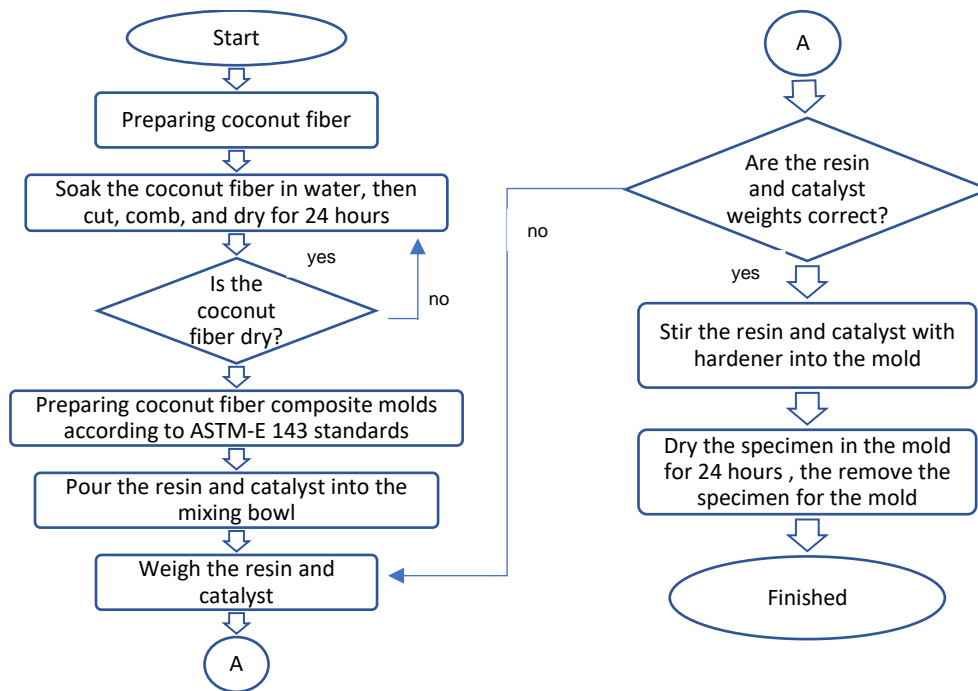 Start
Preparing coconut fiber
Soak the coconut fiber in water, then
cut, comb, and dry for 24 hours
yes
Is the
coconut
fiber dry?
no
Preparing coconut fiber composite molds
according to ASTM-E 143 standards
Pour the resin and catalyst into the
mixing bowl
Weigh the resin and
catalyst
A
A
Are the resin
and catalyst
weights correct?
no
yes
Stir the resin and catalyst with
hardener into the mold
Dry the specimen in the mold
for 24 hours , the remove the
specimen for the mold
Finished